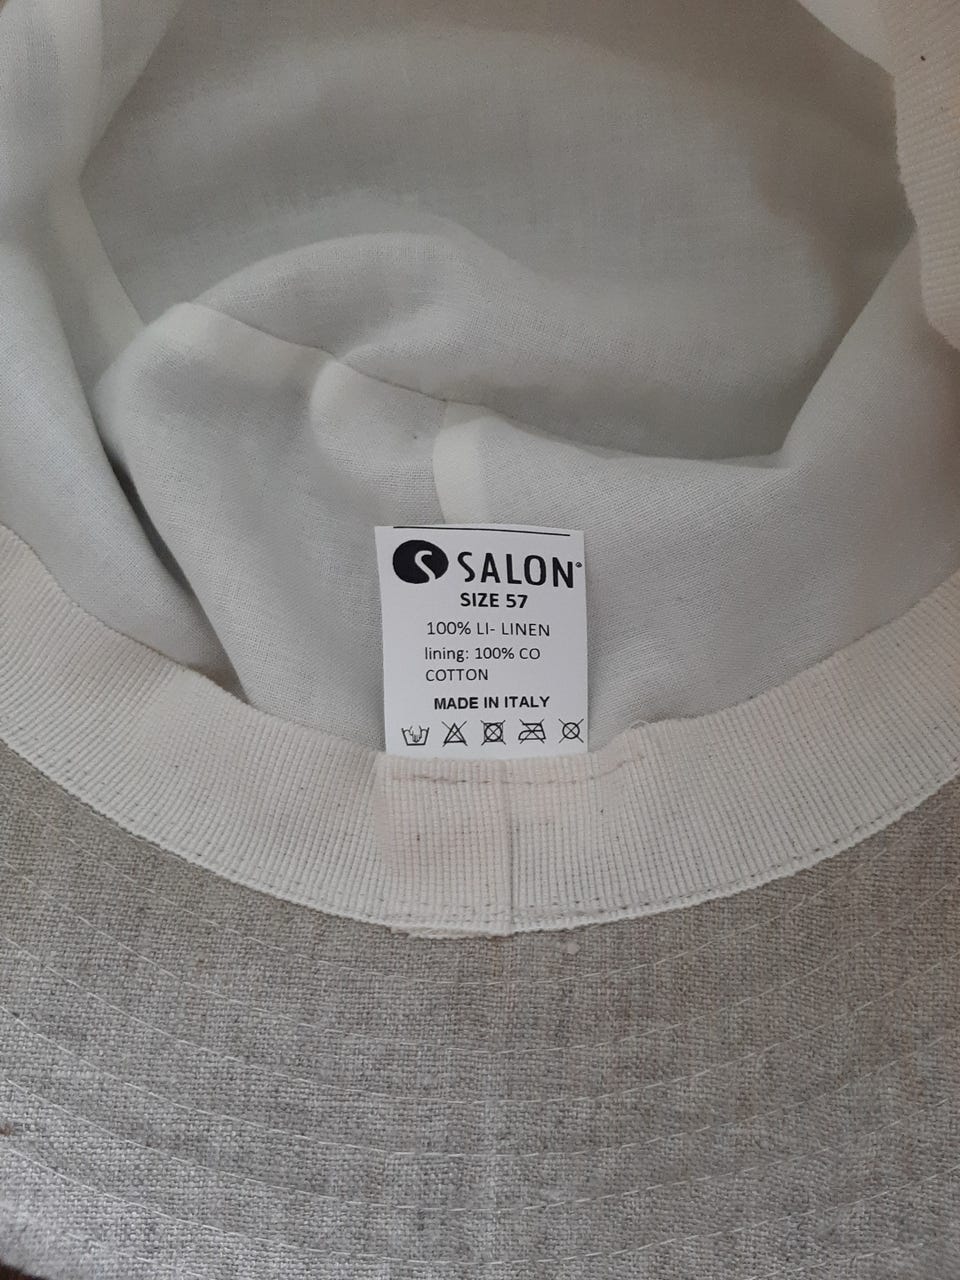 SALON®
SIZE 57
100% LI- LINEN
lining: 100% CO
COTTON
MADE IN ITALY